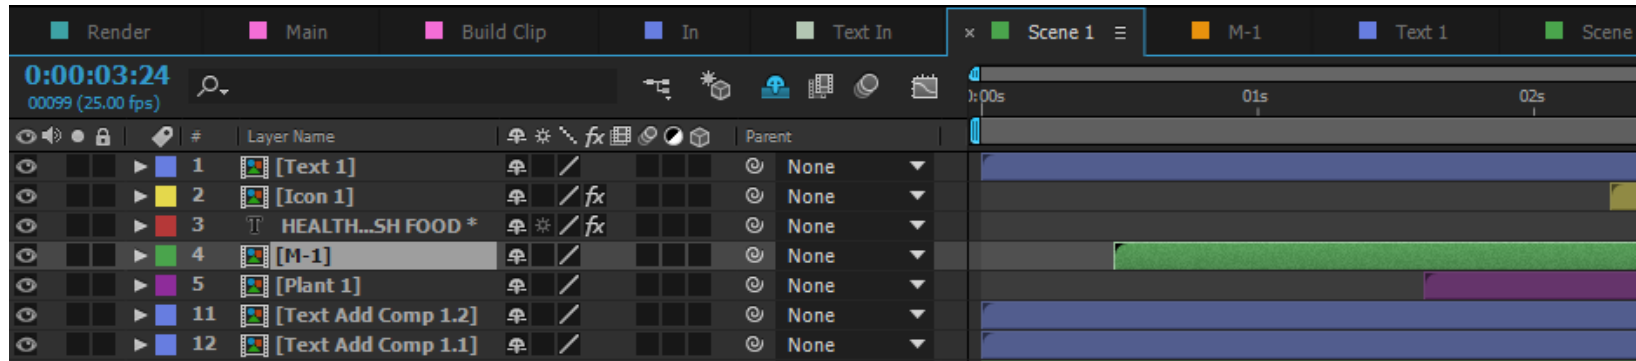 Render Main Build Clip In Text In × Scene 1 M-1 Text 1 Scene
0:00:03:24
00099 (25.00 fps)
):00s 01s 02s
# Layer Name fx Parent
1 [Text 1] None
2 [Icon 1] fx None
3 T HEALTH...SH FOOD * fx None
4 [M-1] None
5 [Plant 1] None
11 [Text Add Comp 1.2] None
12 [Text Add Comp 1.1] None